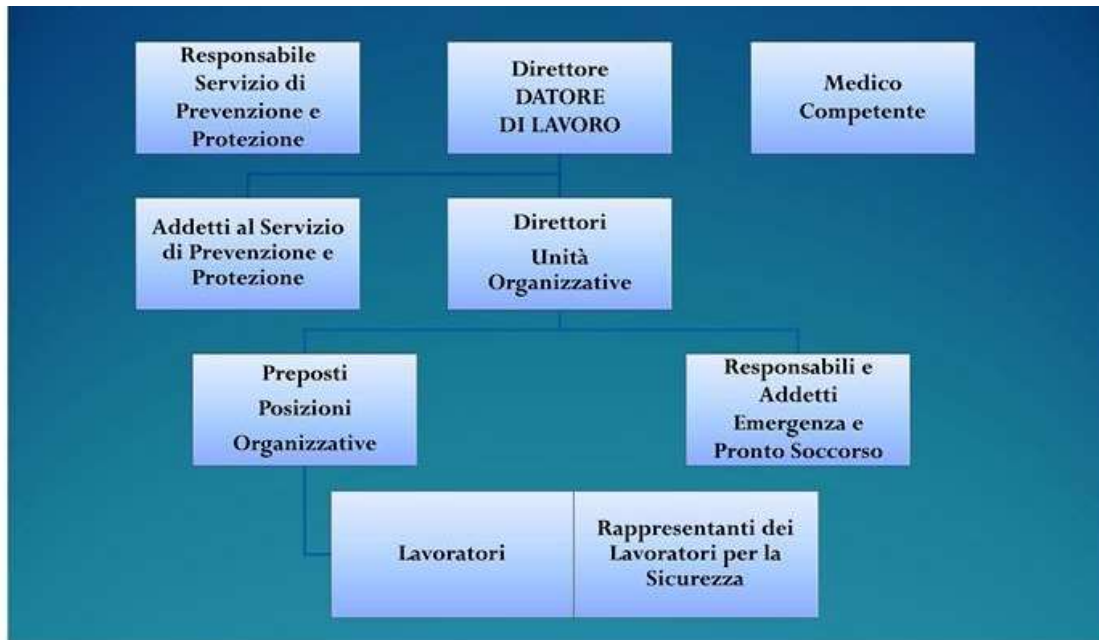 Responsabile
Servizio di
Prevenzione e
Protezione
Direttore
DATORE
DI LAVORO
Medico
Competente
Addetti al Servizio
di Prevenzione e
Protezione
Direttori
Unità
Organizzative
Preposti
Posizioni
Organizzative
Responsabili e
Addetti
Emergenza e
Pronto Soccorso
Lavoratori
Rappresentanti dei
Lavoratori per la
Sicurezza